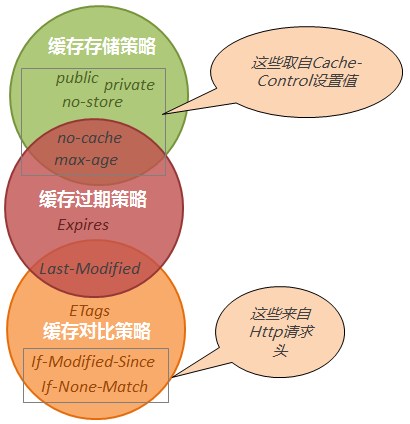 缓存存储策略
public private
no-store
no-cache
max-age
这些取自Cache-
Control设置值
缓存过期策略
Expires
Last-Modified
ETags
缓存对比策略
If-Modified-Since
If-None-Match
这些来自
Http请求
头